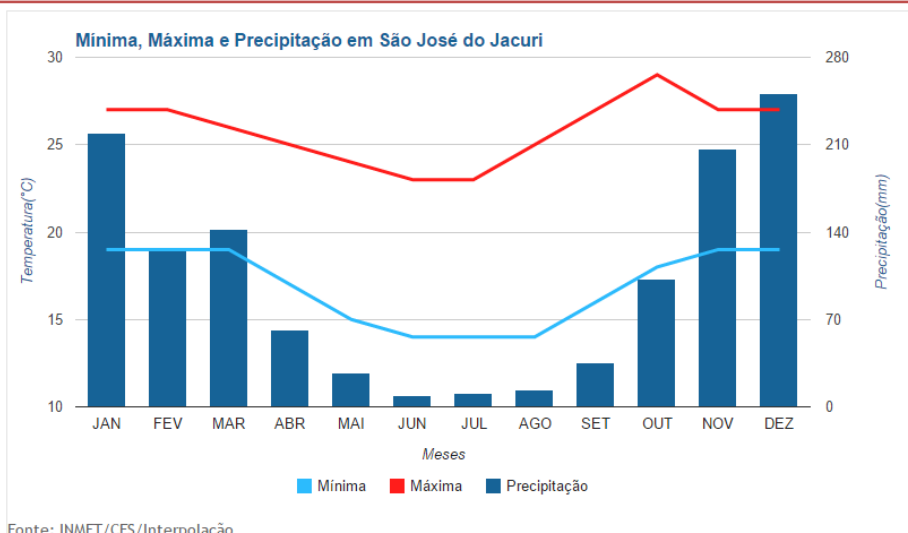 Mínima, Máxima e Precipitação em São José do Jacuri
30
25
20
15
10
Temperatura(°C)
280
210
140
70
0
Precipitação(mm)
JAN FEV MAR ABR MAI JUN JUL AGO SET OUT NOV DEZ
Meses
Mínima Máxima Precipitação
Fonte: INMET/CFS/Interpolação